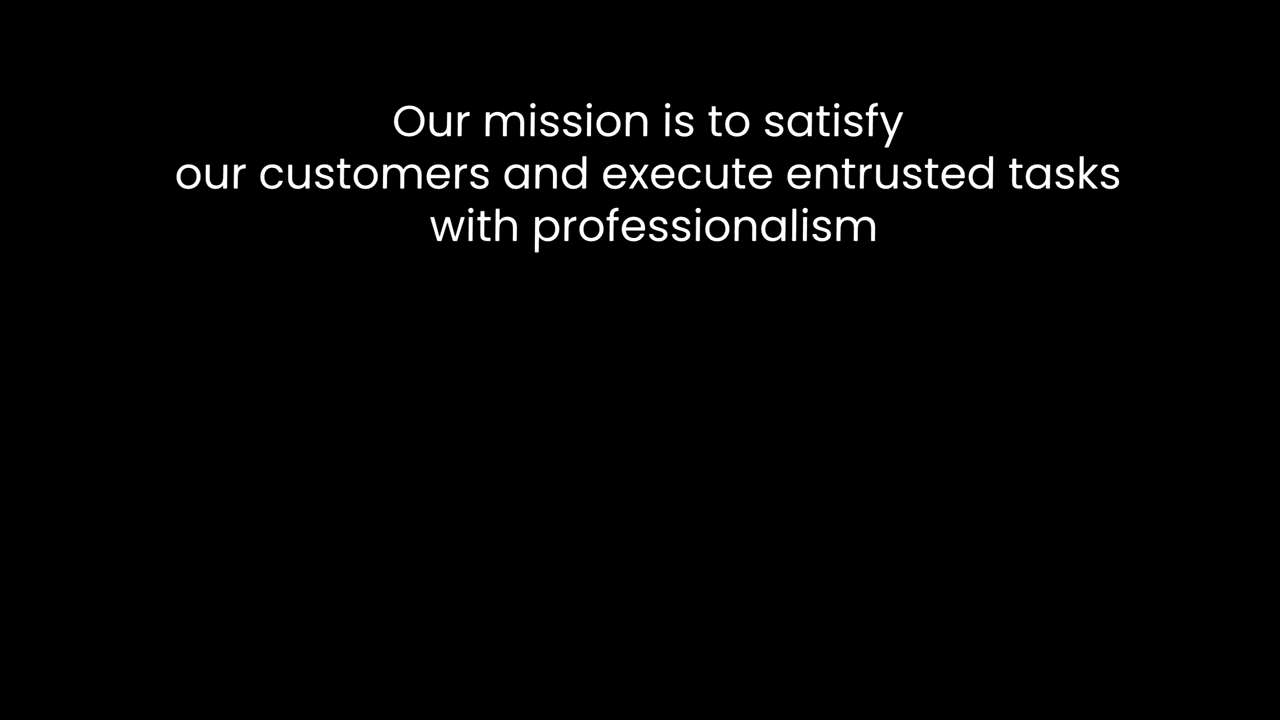 Our mission is to satisfy
our customers and execute entrusted tasks
with professionalism